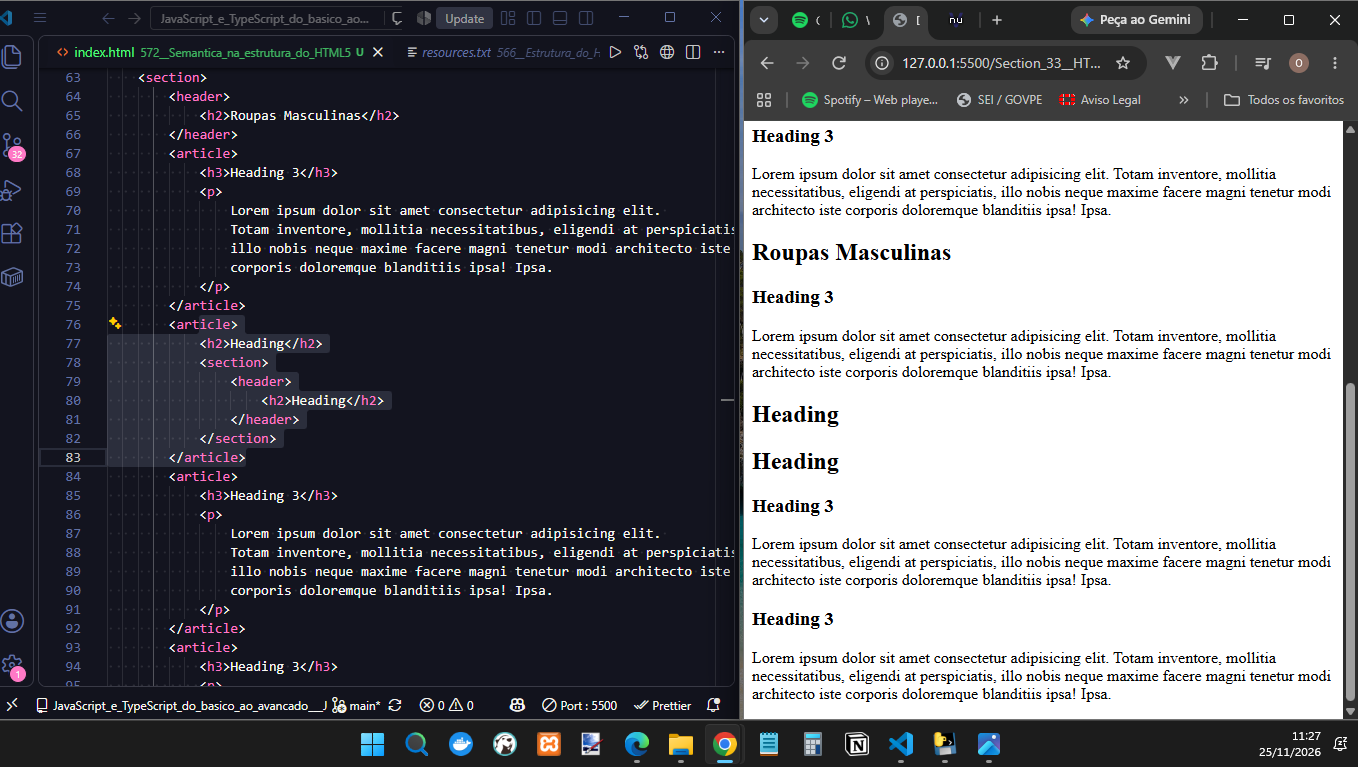 JavaScript_e_TypeScript_do_basico_ao...
Update
index.html 572__Semantica_na_estrutura_do_HTML5 U
resources.txt 566__Estrutura_do_H
63 <section>
64 <header>
65 <h2>Roupas Masculinas</h2>
66 </header>
67 <article>
68 <h3>Heading 3</h3>
69 <p>
70 Lorem ipsum dolor sit amet consectetur adipisicing elit.
71 Totam inventore, mollitia necessitatibus, eligendi at perspiciatis
72 illo nobis neque maxime facere magni tenetur modi architecto iste
73 corporis doloremque blanditiis ipsa! Ipsa.
74 </p>
75 </article>
76 <article>
77 <h2>Heading</h2>
78 <section>
79 <header>
80 <h2>Heading</h2>
81 </header>
82 </section>
83 </article>
84 <article>
85 <h3>Heading 3</h3>
86 <p>
87 Lorem ipsum dolor sit amet consectetur adipisicing elit.
88 Totam inventore, mollitia necessitatibus, eligendi at perspiciatis
89 illo nobis neque maxime facere magni tenetur modi architecto iste
90 corporis doloremque blanditiis ipsa! Ipsa.
91 </p>
92 </article>
93 <article>
94 <h3>Heading 3</h3>
95 <p>
32
1
JavaScript_e_TypeScript_do_basico_ao_avancado__J main* 0 0 Port : 5500 Prettier
nu
Peça ao Gemini
127.0.0.1:5500/Section_33__HT...
O
Spotify – Web playe... SEI / GOVPE Aviso Legal » Todos os favoritos
Heading 3
Lorem ipsum dolor sit amet consectetur adipisicing elit. Totam inventore, mollitia
necessitatibus, eligendi at perspiciatis, illo nobis neque maxime facere magni tenetur modi
architecto iste corporis doloremque blanditiis ipsa! Ipsa.
Roupas Masculinas
Heading 3
Lorem ipsum dolor sit amet consectetur adipisicing elit. Totam inventore, mollitia
necessitatibus, eligendi at perspiciatis, illo nobis neque maxime facere magni tenetur modi
architecto iste corporis doloremque blanditiis ipsa! Ipsa.
Heading
Heading
Heading 3
Lorem ipsum dolor sit amet consectetur adipisicing elit. Totam inventore, mollitia
necessitatibus, eligendi at perspiciatis, illo nobis neque maxime facere magni tenetur modi
architecto iste corporis doloremque blanditiis ipsa! Ipsa.
Heading 3
Lorem ipsum dolor sit amet consectetur adipisicing elit. Totam inventore, mollitia
necessitatibus, eligendi at perspiciatis, illo nobis neque maxime facere magni tenetur modi
architecto iste corporis doloremque blanditiis ipsa! Ipsa.
11:27
25/11/2026